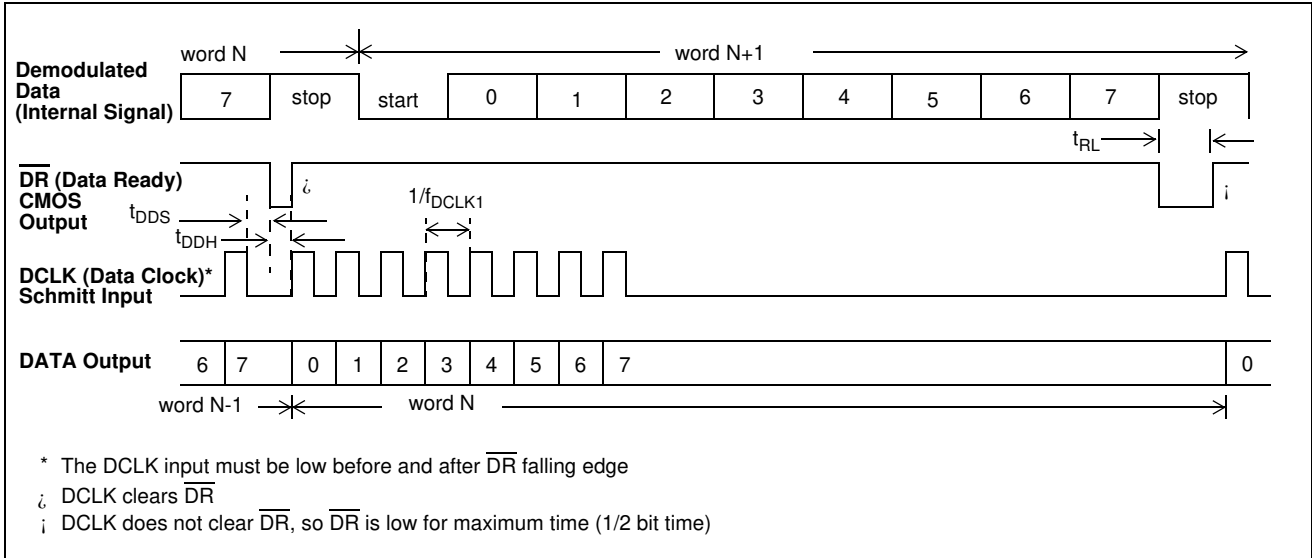 word N word N+1
Demodulated
Data
(Internal Signal)
7 stop start 0 1 2 3 4 5 6 7 stop
tRL
DR (Data Ready)
CMOS
Output
¿ ¡
1/fDCLK1
tDDS
tDDH
DCLK (Data Clock)*
Schmitt Input
DATA Output
6 7 0 1 2 3 4 5 6 7 0
word N-1 word N
* The DCLK input must be low before and after DR falling edge
¿ DCLK clears DR
¡ DCLK does not clear DR, so DR is low for maximum time (1/2 bit time)